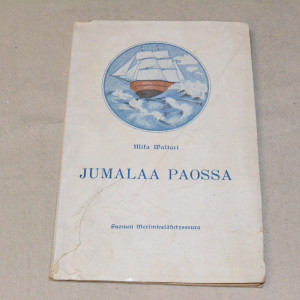 Mika Waltari
JUMALAA PAOSSA
Suomen Merimieslähetysseura